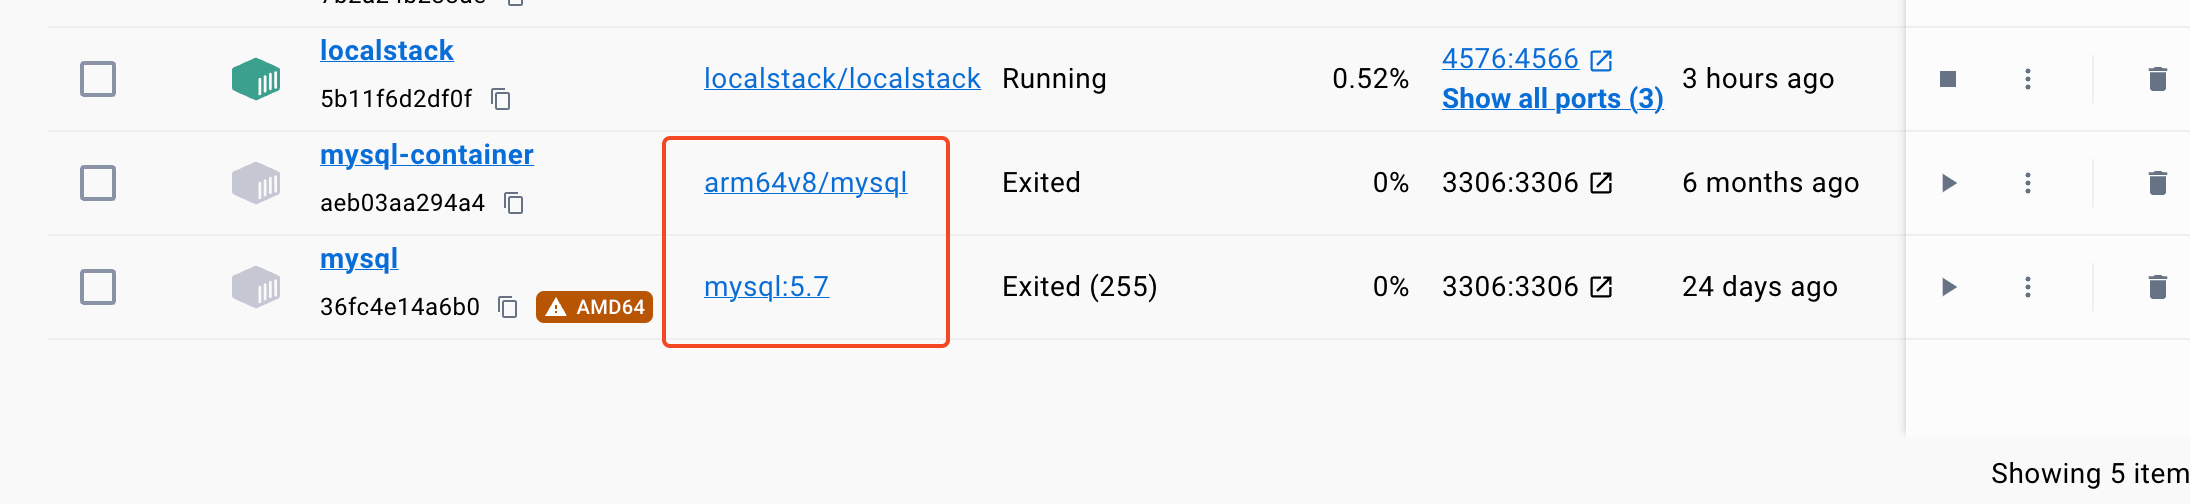 localstack
5b11f6d2df0f
localstack/localstack
Running
0.52%
4576:4566
Show all ports (3)
3 hours ago
mysql-container
aeb03aa294a4
arm64v8/mysql
Exited
0%
3306:3306
6 months ago
mysql
36fc4e14a6b0
AMD64
mysql:5.7
Exited (255)
0%
3306:3306
24 days ago
Showing 5 item